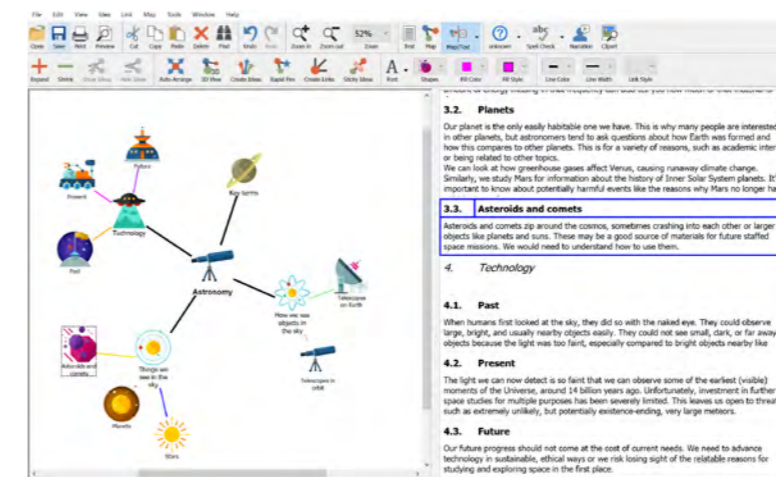 File Edit View Idea Link Map Tools Window Help
Open Save Print Preview Cut Copy Paste Delete Find Undo Redo Zoom in Zoom out 52% Zoom Text Map Map/Text unknown Spell Check Narration Clipart
Expand Shrink Auto-Arrange 3D View Create Ideas Rapid Fire Create Links Sticky Ideas Font Shapes Fill Color Fill Style Line Color Line Width Link Style
Future
Present
Key terms
Technology
Past
Astronomy
Telescopes
on Earth
How we see
objects in
the sky
Asteroids and
comets
Things we
see in the
sky
Telescopes in
orbit
Planets
Stars
3.2. Planets
Our planet is the only easily habitable one we have. This is why many people are interested
in other planets, but astronomers tend to ask questions about how Earth was formed and
how this compares to other planets. This is for a variety of reasons, such as academic inter
or being related to other topics.
We can look at how greenhouse gases affect Venus, causing runaway climate change.
Similarly, we study Mars for information about the history of Inner Solar System planets. It'
important to know about potentially harmful events like the reasons why Mars no longer ha
3.3. Asteroids and comets
Asteroids and comets zip around the cosmos, sometimes crashing into each other or larger
objects like planets and suns. These may be a good source of materials for future staffed
space missions. We would need to understand how to use them.
4. Technology
4.1. Past
When humans first looked at the sky, they did so with the naked eye. They could observe
large, bright, and usually nearby objects easily. They could not see small, dark, or far away
objects because the light was too faint, especially compared to bright objects nearby like
4.2. Present
The light we can now detect is so faint that we can observe some of the earliest (visible)
moments of the Universe, around 14 billion years ago. Unfortunately, investment in further
space studies for multiple purposes has been severely limited. This leaves us open to threat
such as extremely unlikely, but potentially existence-ending, very large meteors.
4.3. Future
Our future progress should not come at the cost of current needs. We need to advance
technology in sustainable, ethical ways or we risk losing sight of the relatable reasons for
studying and exploring space in the first place.